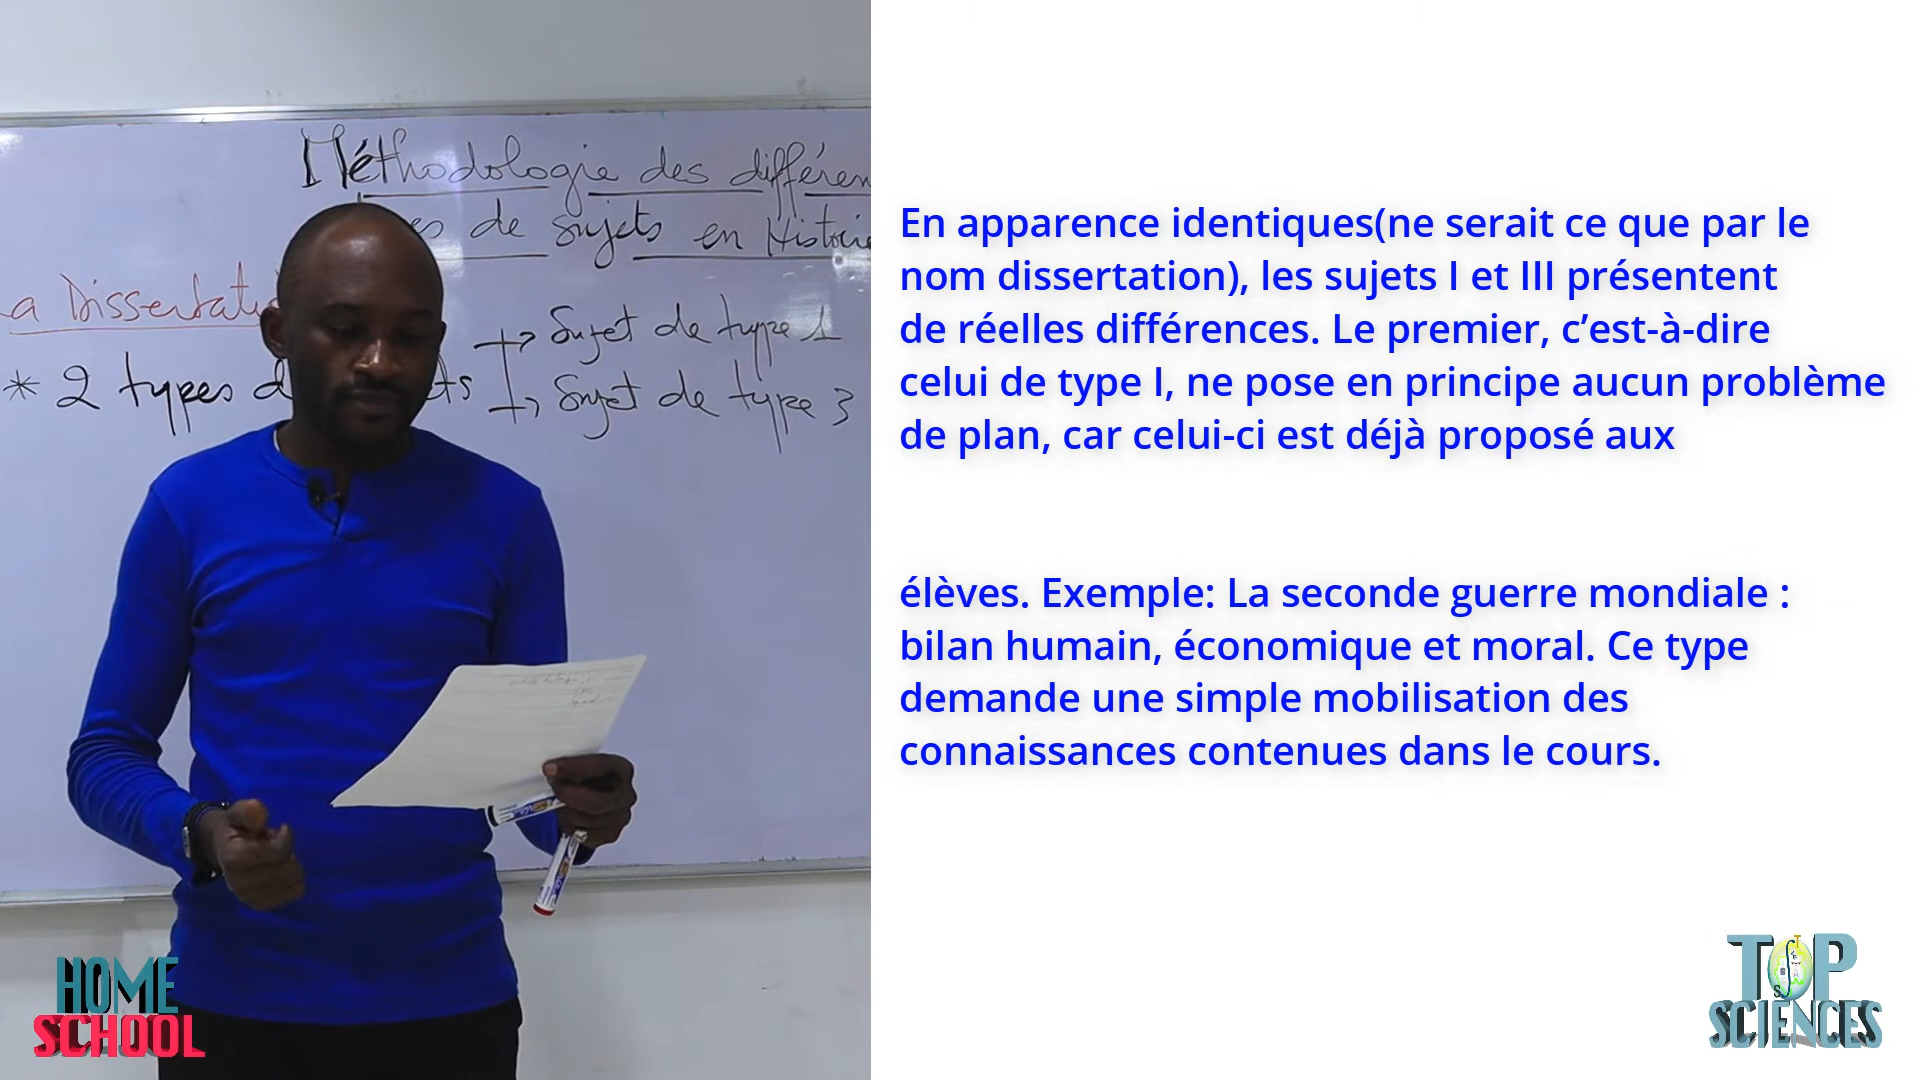 Méthodologie des différen
es de sujets en Histoire
a Dissertatio
* 2 types d ets
Sujet de type 1
Sujet de type 3
En apparence identiques(ne serait ce que par le
nom dissertation), les sujets I et III présentent
de réelles différences. Le premier, c’est-à-dire
celui de type I, ne pose en principe aucun problème
de plan, car celui-ci est déjà proposé aux
élèves. Exemple: La seconde guerre mondiale :
bilan humain, économique et moral. Ce type
demande une simple mobilisation des
connaissances contenues dans le cours.
HOME
SCHOOL
TOP
SCIENCES